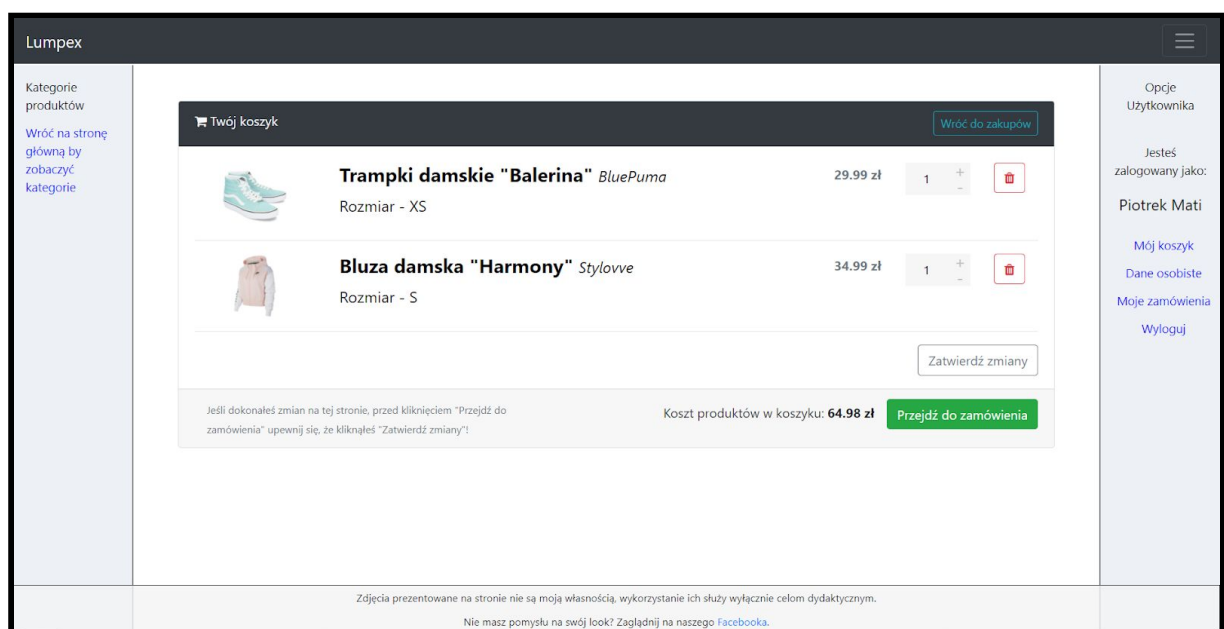 Lumpex
Kategorie
produktów
Wróć na stronę
główną by
zobaczyć
kategorie
Twój koszyk
Wróć do zakupów
Trampki damskie "Balerina" BluePuma
29.99 zł
1
+
-
Rozmiar - XS
Bluza damska "Harmony" Stylovve
34.99 zł
1
+
-
Rozmiar - S
Zatwierdź zmiany
Jeśli dokonałeś zmian na tej stronie, przed kliknięciem "Przejdź do
zamówienia" upewnij się, że kliknąłeś "Zatwierdź zmiany"!
Koszt produktów w koszyku: 64.98 zł
Przejdź do zamówienia
Opcje
Użytkownika
Jesteś
zalogowany jako:
Piotrek Mati
Mój koszyk
Dane osobiste
Moje zamówienia
Wyloguj
Zdjęcia prezentowane na stronie nie są moją własnością, wykorzystanie ich służy wyłącznie celom dydaktycznym.
Nie masz pomysłu na swój look? Zaglądnij na naszego Facebooka.